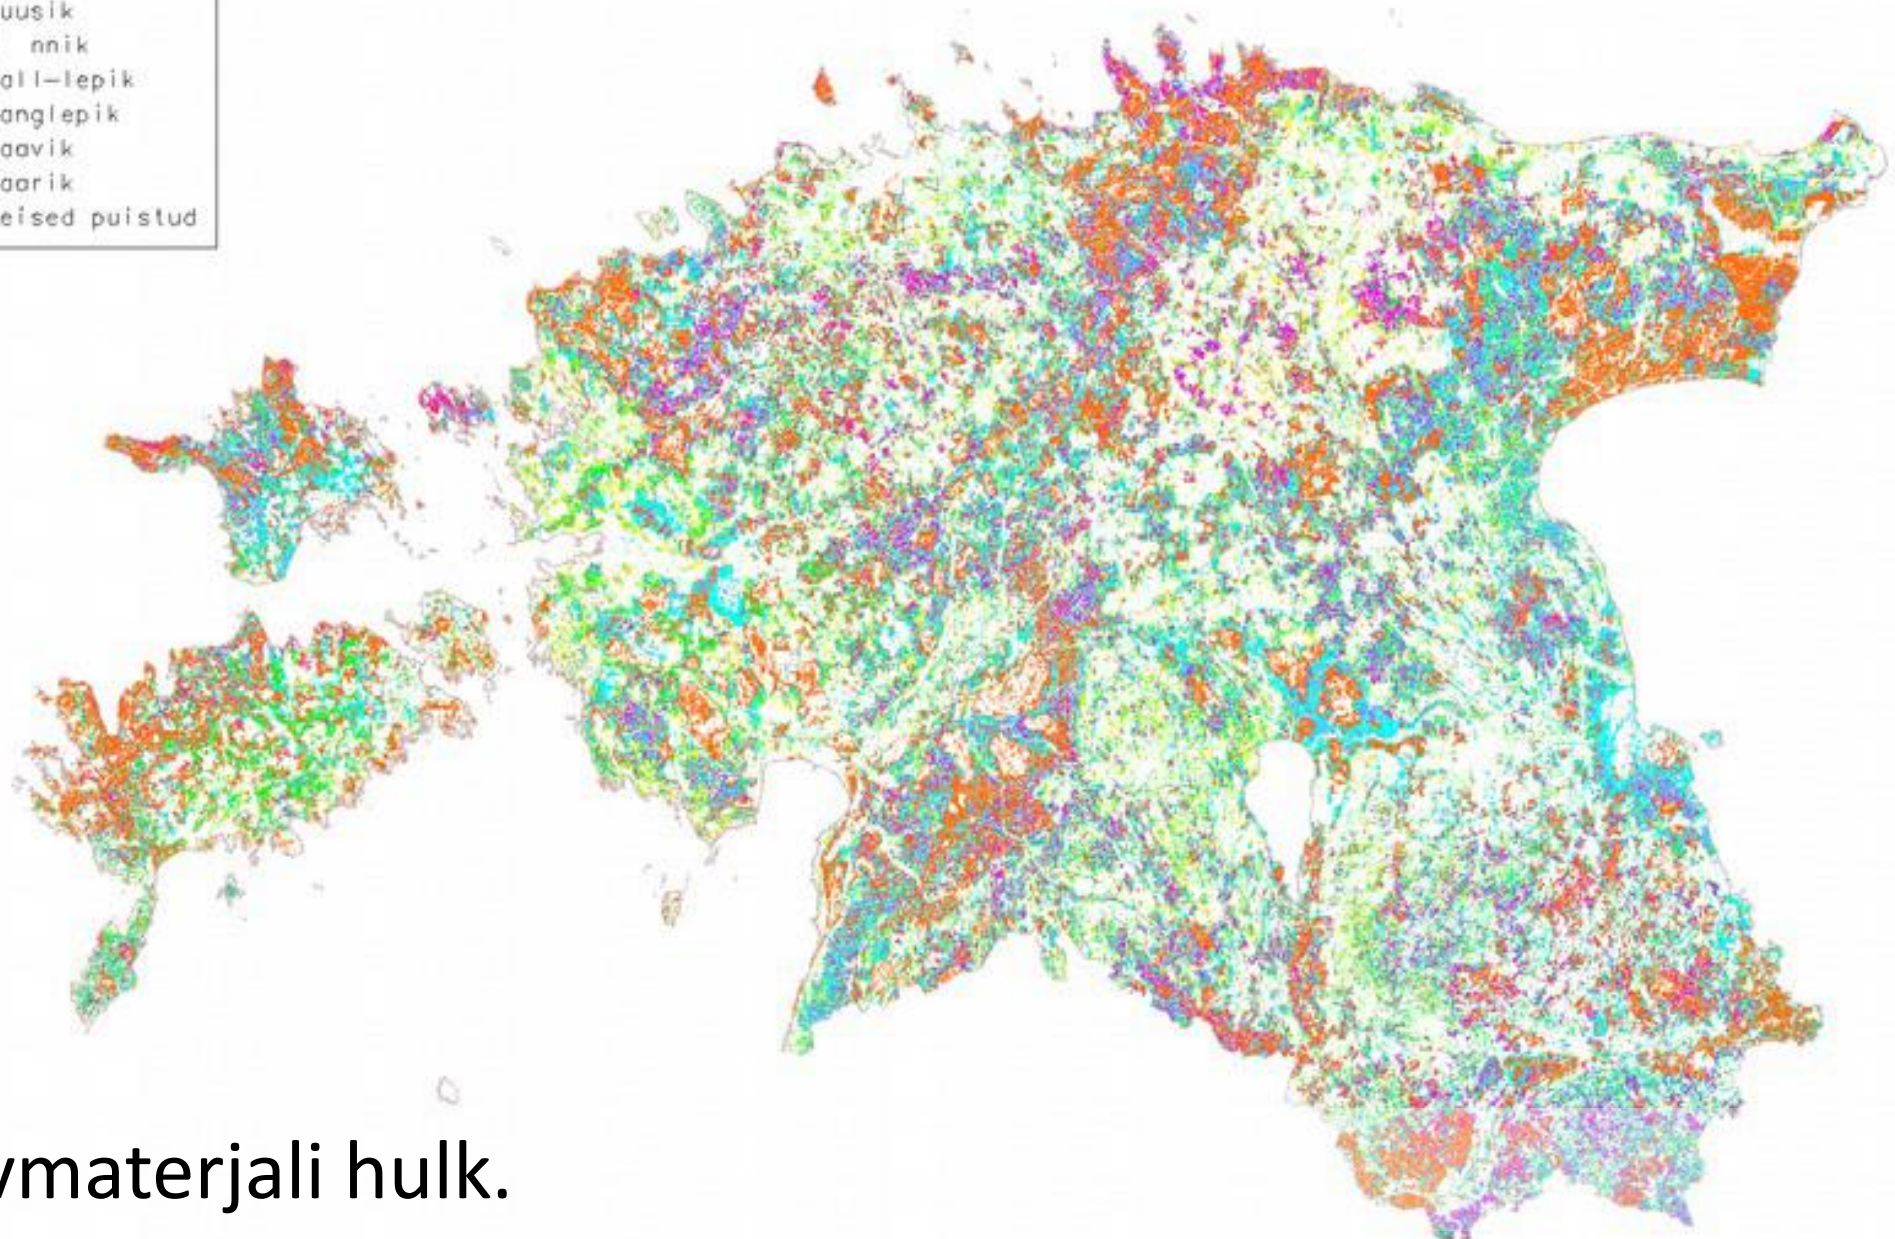 uusik
nnik
all-lepik
anglepik
aavik
aarik
eised puistud
vmaterjali hulk.